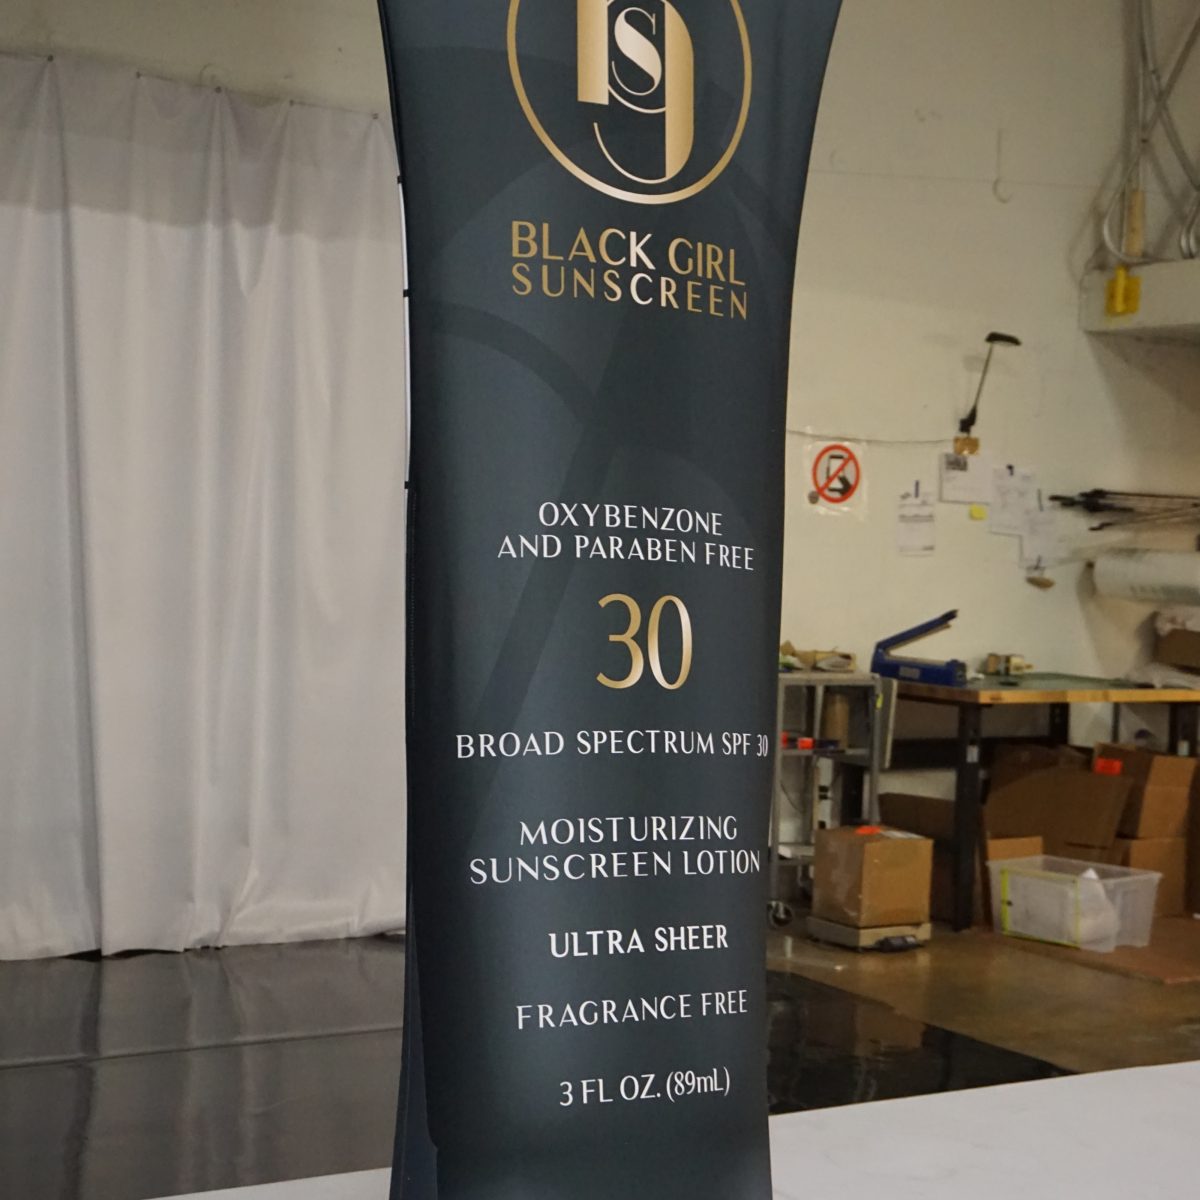 S
BLACK GIRL
SUNSCREEN
OXYBENZONE
AND PARABEN FREE
30
BROAD SPECTRUM SPF 30
MOISTURIZING
SUNSCREEN LOTION
ULTRA SHEER
FRAGRANCE FREE
3 FL OZ. (89mL)